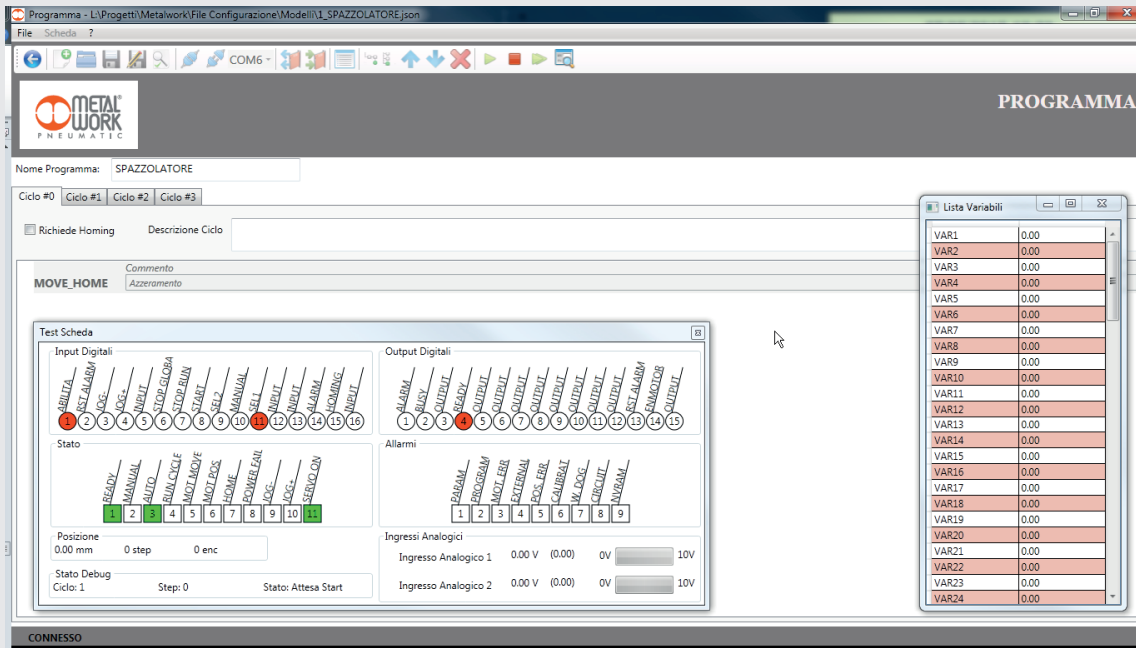 Programma - L:\Progetti\Metalwork\File Configurazione\Modelli\1_SPAZZOLATORE.json
File Scheda ?
COM6
METAL WORK
PNEUMATIC
PROGRAMMA
Nome Programma: SPAZZOLATORE
Ciclo #0 Ciclo #1 Ciclo #2 Ciclo #3
Richiede Homing Descrizione Ciclo
Commento
MOVE_HOME Azzeramento
Test Scheda
Input Digitali
ABILITA RST ALARM JOG- JOG+ INPUT STOP GLOBA STOP RUN START SEL2 MANUAL SEL1 INPUT INPUT ALARM HOMING INPUT
1 2 3 4 5 6 7 8 9 10 11 12 13 14 15 16
Output Digitali
ALARM BUSY OUTPUT READY OUTPUT OUTPUT OUTPUT OUTPUT OUTPUT OUTPUT OUTPUT OUTPUT RST ALARM ENMOTOR OUTPUT
1 2 3 4 5 6 7 8 9 10 11 12 13 14 15
Stato
READY MANUAL AUTO RUN CYCLE MOT MOVE MOT POS. HOME POWER FAIL JOG- JOG+ SERVO ON
1 2 3 4 5 6 7 8 9 10 11
Allarmi
PARAM PROGRAM MOT. ERR EXTERNAL POS. ERR CALIBRAT W. DOG CIRCUIT NVRAM
1 2 3 4 5 6 7 8 9
Posizione
0.00 mm 0 step 0 enc
Stato Debug
Ciclo: 1 Step: 0 Stato: Attesa Start
Ingressi Analogici
Ingresso Analogico 1 0.00 V (0.00) 0V 10V
Ingresso Analogico 2 0.00 V (0.00) 0V 10V
Lista Variabili
VAR1 0.00
VAR2 0.00
VAR3 0.00
VAR4 0.00
VAR5 0.00
VAR6 0.00
VAR7 0.00
VAR8 0.00
VAR9 0.00
VAR10 0.00
VAR11 0.00
VAR12 0.00
VAR13 0.00
VAR14 0.00
VAR15 0.00
VAR16 0.00
VAR17 0.00
VAR18 0.00
VAR19 0.00
VAR20 0.00
VAR21 0.00
VAR22 0.00
VAR23 0.00
VAR24 0.00
CONNESSO